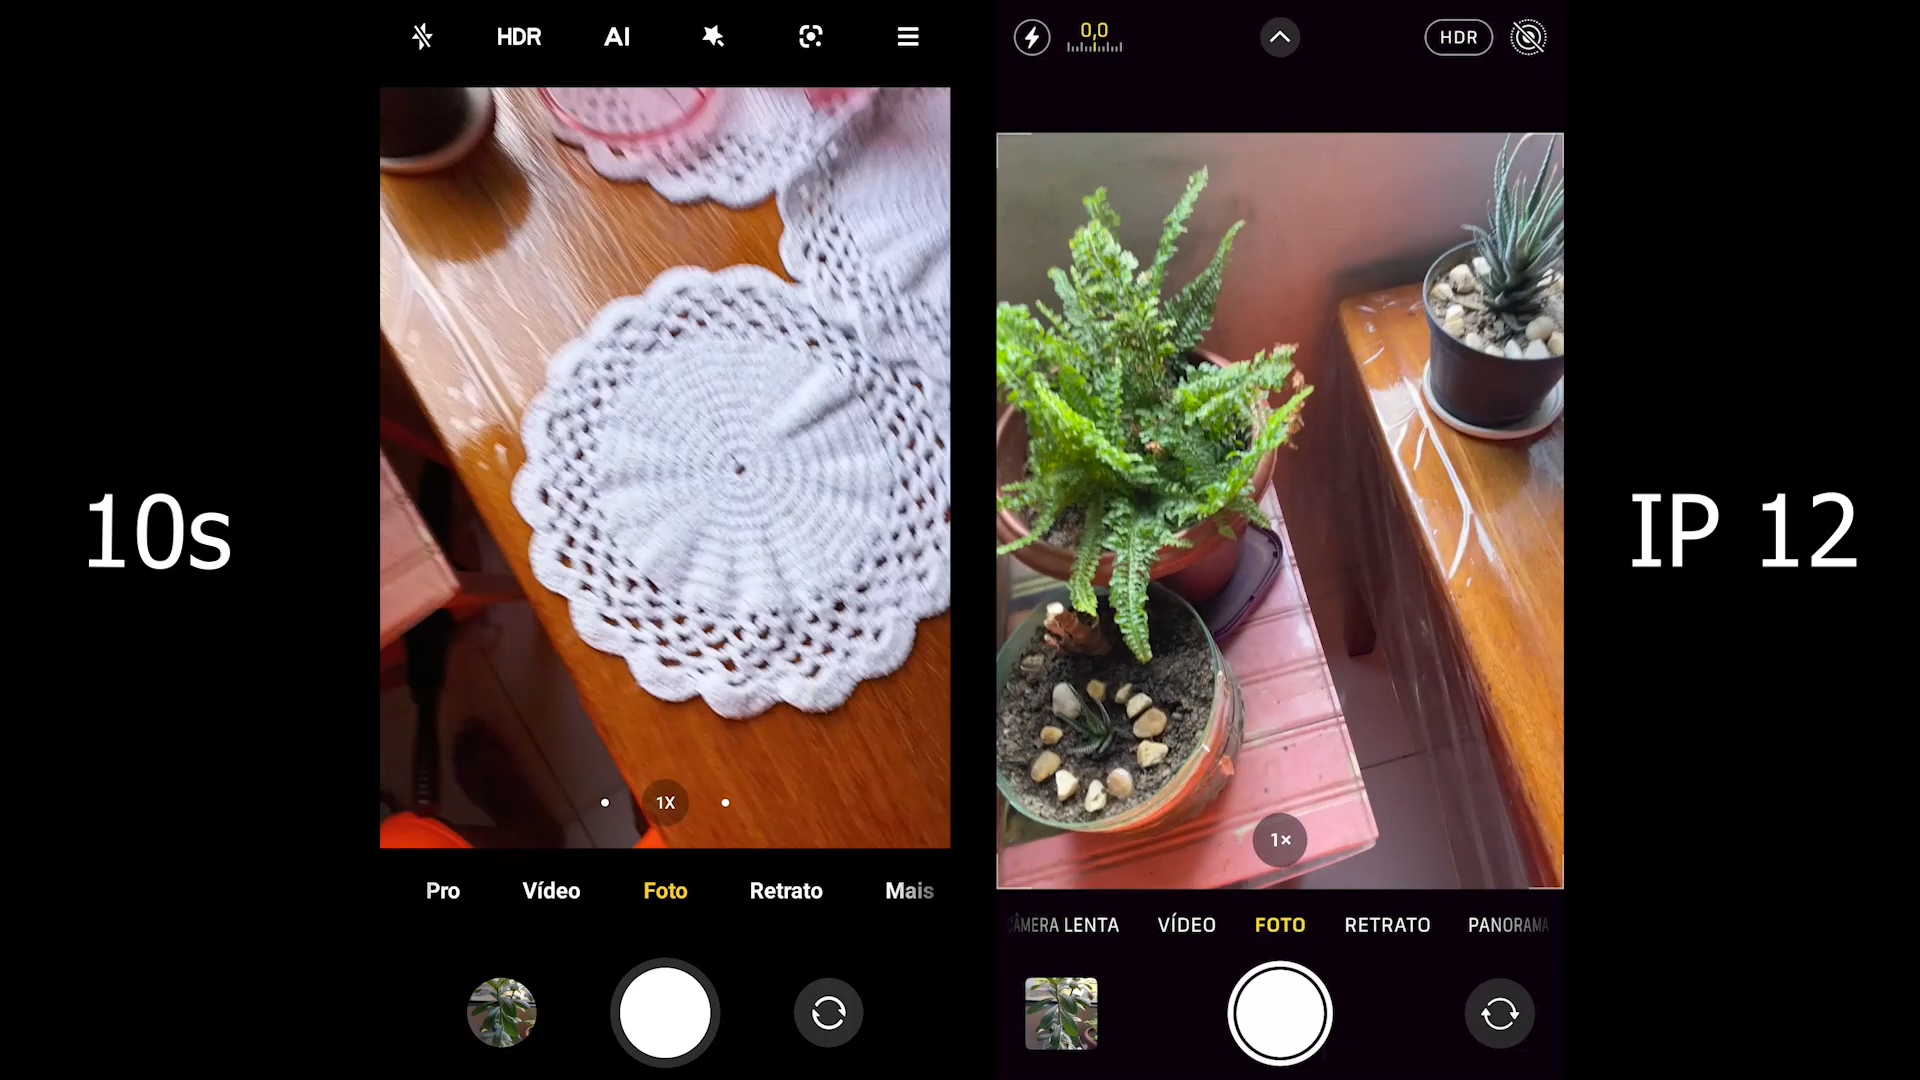 10s
HDR
AI
1X
Pro
Vídeo
Foto
Retrato
Mais
0,0
HDR
1×
CÂMERA LENTA
VÍDEO
FOTO
RETRATO
PANORAMA
IP 12